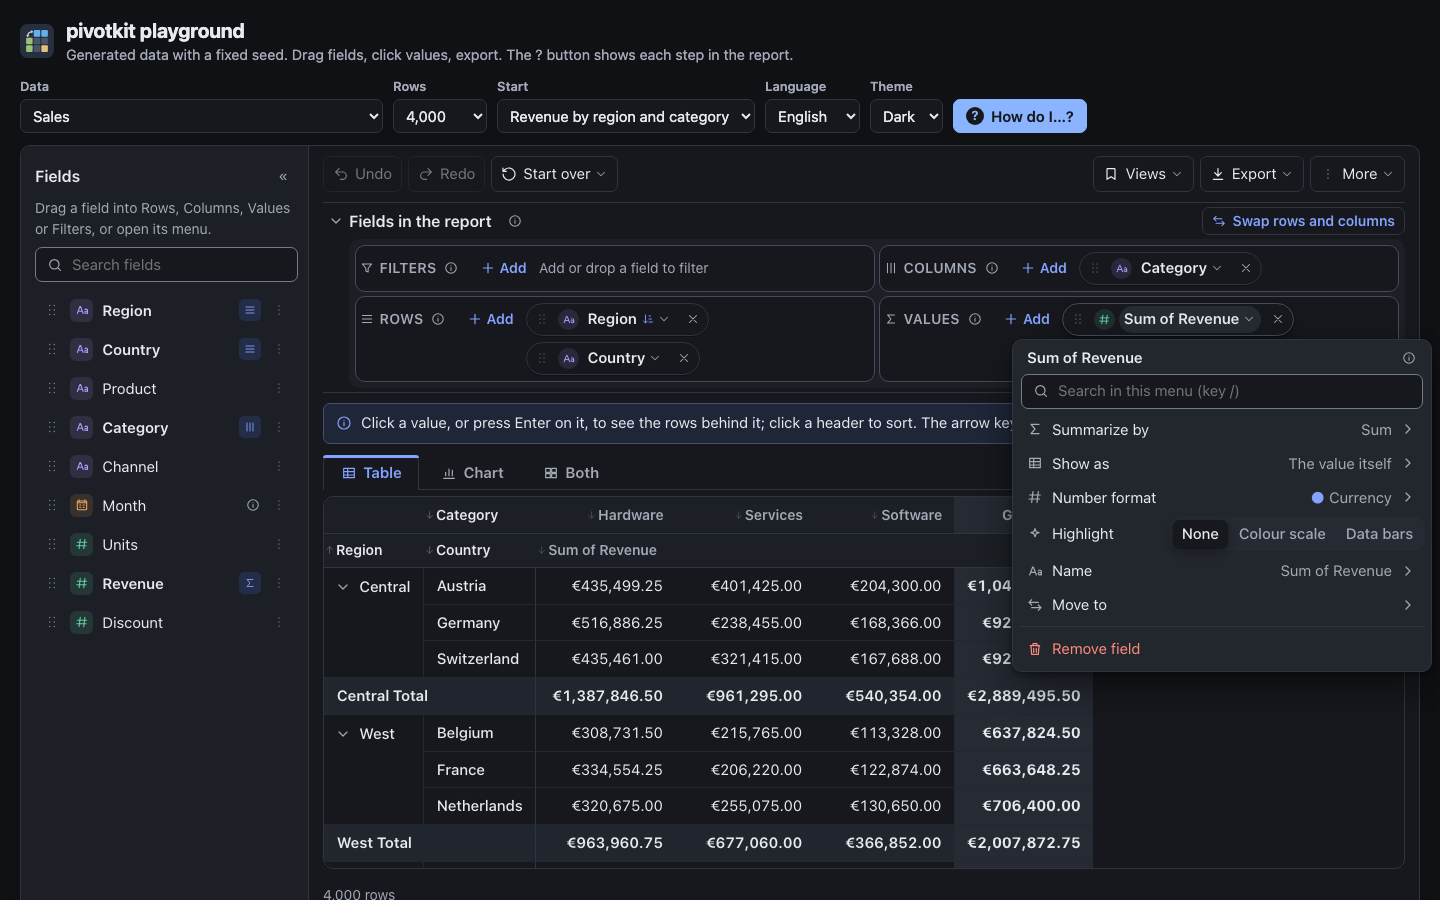 pivotkit playground
Generated data with a fixed seed. Drag fields, click values, export. The ? button shows each step in the report.
Data
Rows
Start
Language
Theme
Sales
4,000
Revenue by region and category
English
Dark
? How do I...?
Fields
«
Drag a field into Rows, Columns, Values
or Filters, or open its menu.
Search fields
Aa Region
Aa Country
Aa Product
Aa Category
Aa Channel
Month
# Units
# Revenue Σ
# Discount
Undo
Redo
Start over
Views
Export
More
Fields in the report
Swap rows and columns
FILTERS
+ Add
Add or drop a field to filter
COLUMNS
+ Add
Aa Category
ROWS
+ Add
Aa Region
Aa Country
Σ VALUES
+ Add
# Sum of Revenue
Sum of Revenue
Search in this menu (key /)
Σ Summarize by Sum
Show as The value itself
# Number format Currency
Highlight None Colour scale Data bars
Aa Name Sum of Revenue
Move to
Remove field
Click a value, or press Enter on it, to see the rows behind it; click a header to sort. The arrow
Table
Chart
Both
↓ Category ↓ Hardware ↓ Services ↓ Software G
↑ Region ↓ Country ↓ Sum of Revenue
Central Austria €435,499.25 €401,425.00 €204,300.00 €1,04
Germany €516,886.25 €238,455.00 €168,366.00 €92
Switzerland €435,461.00 €321,415.00 €167,688.00 €92
Central Total €1,387,846.50 €961,295.00 €540,354.00 €2,889,495.50
West Belgium €308,731.50 €215,765.00 €113,328.00 €637,824.50
France €334,554.25 €206,220.00 €122,874.00 €663,648.25
Netherlands €320,675.00 €255,075.00 €130,650.00 €706,400.00
West Total €963,960.75 €677,060.00 €366,852.00 €2,007,872.75
4,000 rows